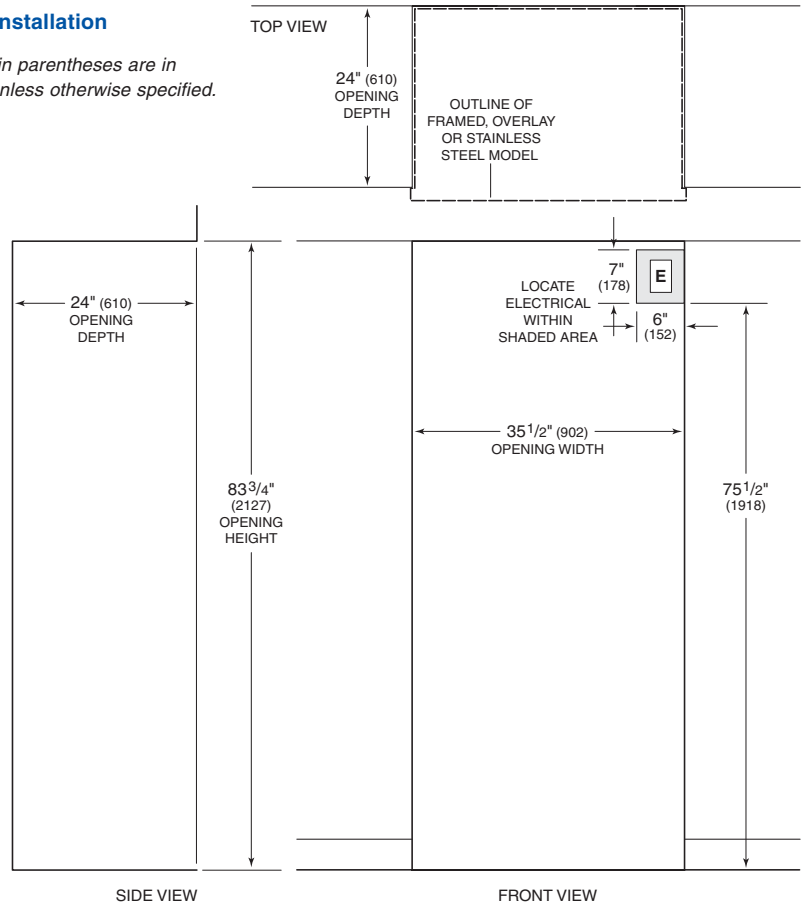 nstallation
in parentheses are in
nless otherwise specified.
TOP VIEW
24" (610)
OPENING
DEPTH
OUTLINE OF
FRAMED, OVERLAY
OR STAINLESS
STEEL MODEL
24" (610)
OPENING
DEPTH
83 3/4"
(2127)
OPENING
HEIGHT
LOCATE
ELECTRICAL
WITHIN
SHADED AREA
7"
(178)
E
6"
(152)
35 1/2" (902)
OPENING WIDTH
75 1/2"
(1918)
SIDE VIEW
FRONT VIEW